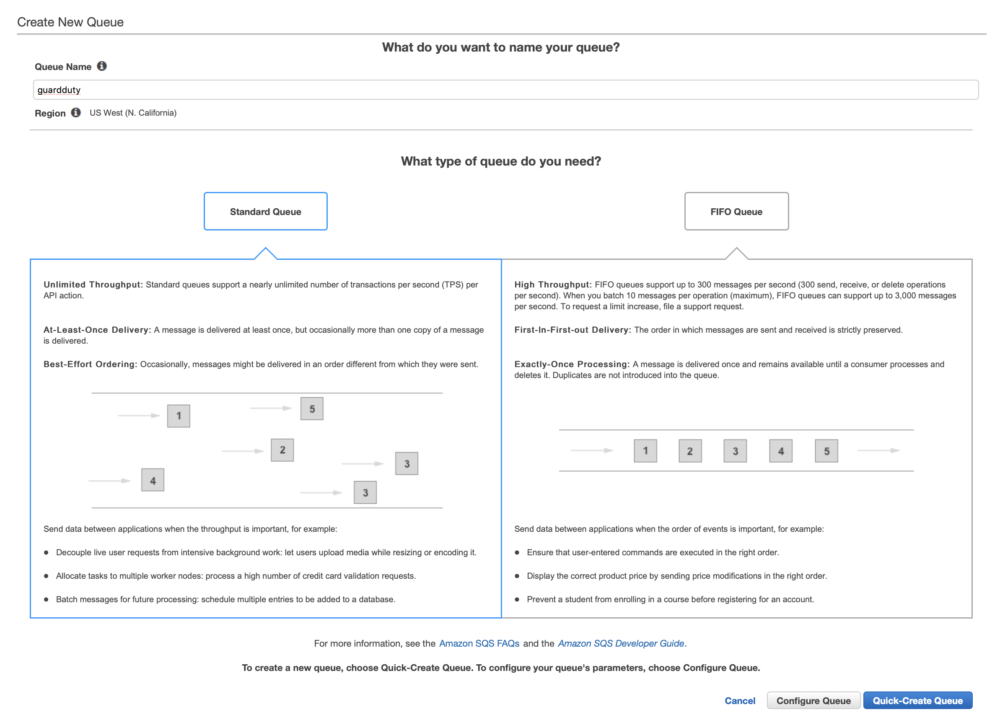 Create New Queue
What do you want to name your queue?
Queue Name
guardduty
Region US West (N. California)
What type of queue do you need?
Standard Queue
FIFO Queue
Unlimited Throughput: Standard queues support a nearly unlimited number of transactions per second (TPS) per
API action.
At-Least-Once Delivery: A message is delivered at least once, but occasionally more than one copy of a message
is delivered.
Best-Effort Ordering: Occasionally, messages might be delivered in an order different from which they were sent.
1
5
2
3
4
3
Send data between applications when the throughput is important, for example:
● Decouple live user requests from intensive background work: let users upload media while resizing or encoding it.
● Allocate tasks to multiple worker nodes: process a high number of credit card validation requests.
● Batch messages for future processing: schedule multiple entries to be added to a database.
High Throughput: FIFO queues support up to 300 messages per second (300 send, receive, or delete operations
per second). When you batch 10 messages per operation (maximum), FIFO queues can support up to 3,000 messages
per second. To request a limit increase, file a support request.
First-In-First-out Delivery: The order in which messages are sent and received is strictly preserved.
Exactly-Once Processing: A message is delivered once and remains available until a consumer processes and
deletes it. Duplicates are not introduced into the queue.
1 2 3 4 5
Send data between applications when the order of events is important, for example:
● Ensure that user-entered commands are executed in the right order.
● Display the correct product price by sending price modifications in the right order.
● Prevent a student from enrolling in a course before registering for an account.
For more information, see the Amazon SQS FAQs and the Amazon SQS Developer Guide.
To create a new queue, choose Quick-Create Queue. To configure your queue's parameters, choose Configure Queue.
Cancel Configure Queue Quick-Create Queue